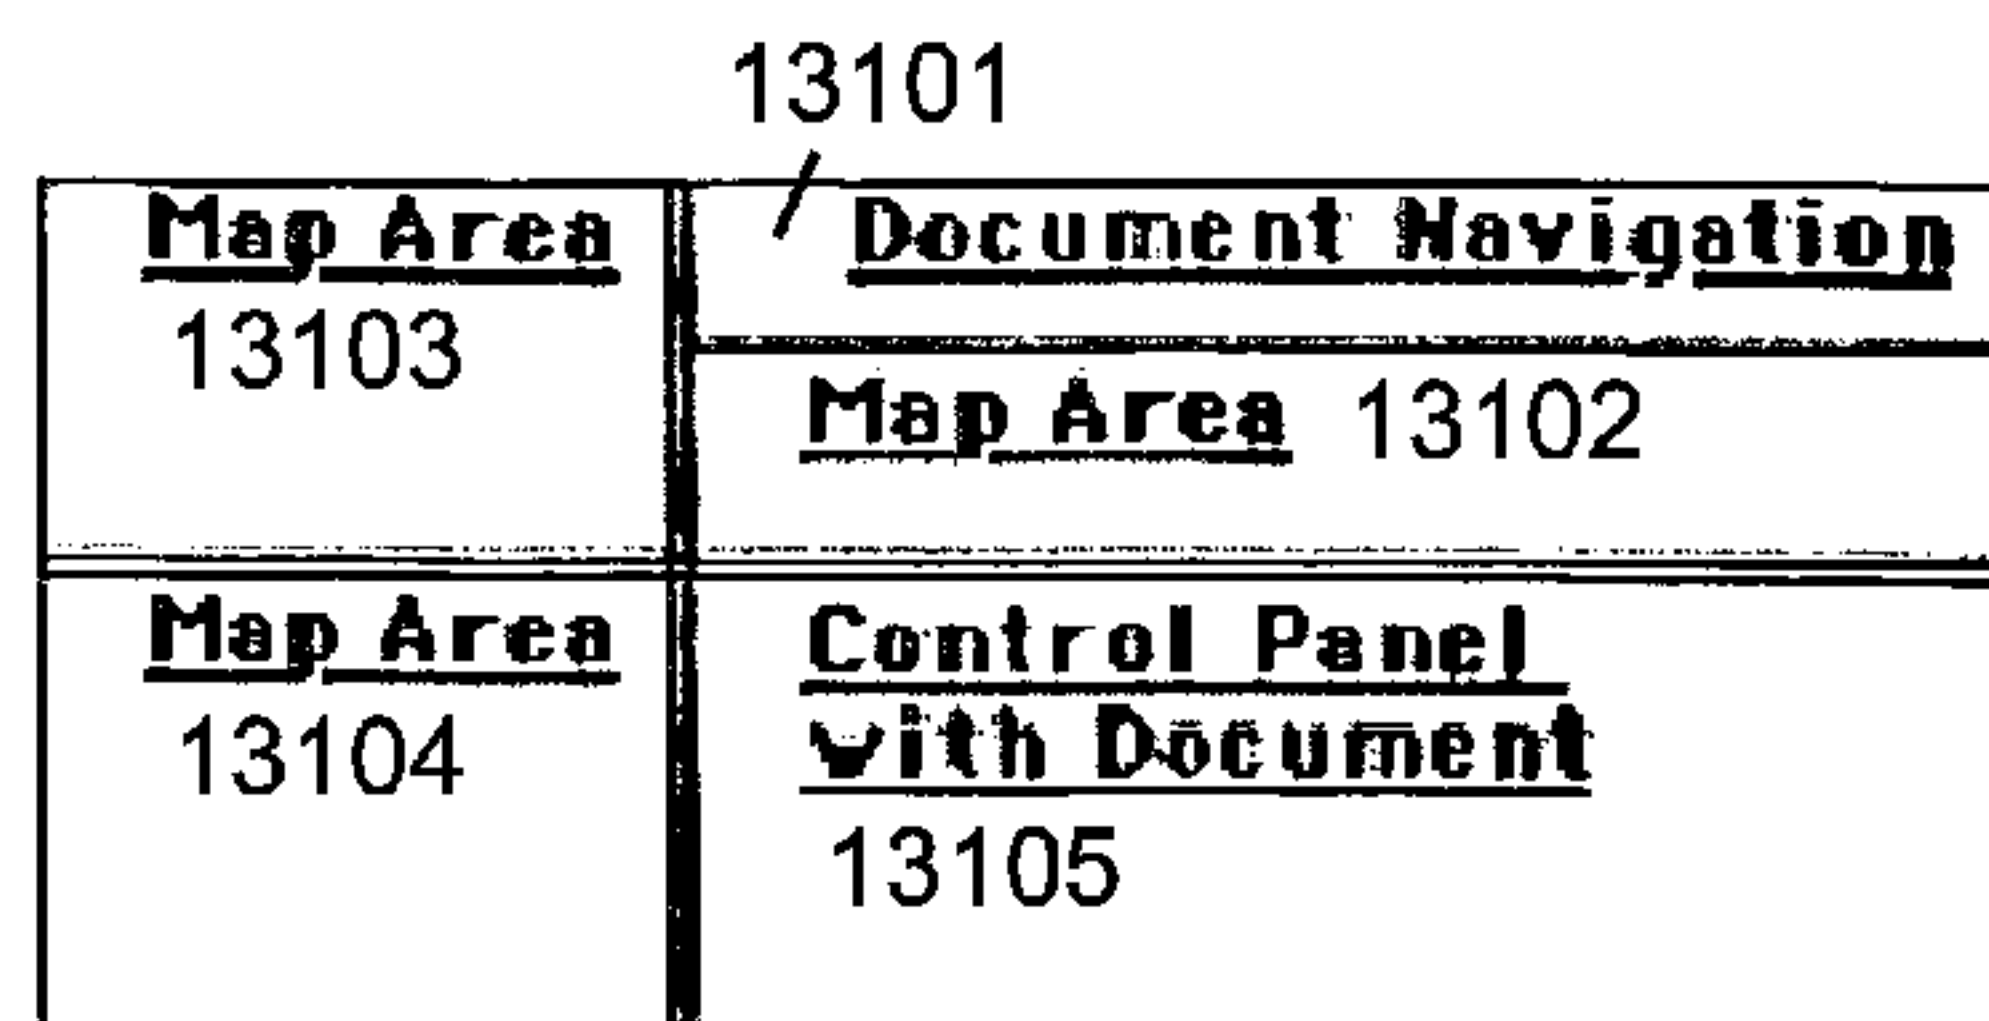 13101
Map Area
13103
Document Navigation
Map Area 13102
Map Area
13104
Control Panel
with Document
13105